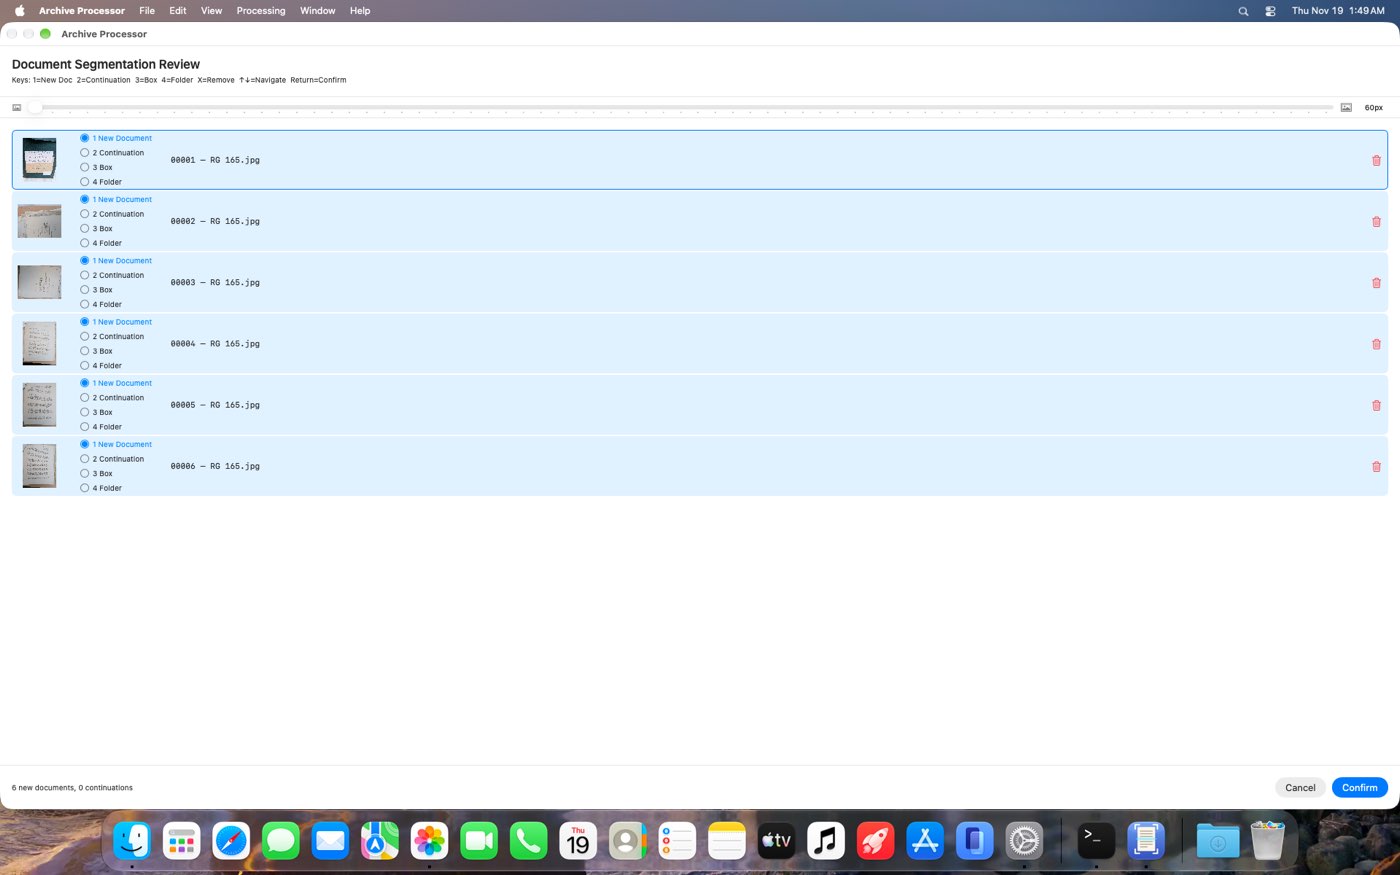 Archive Processor File Edit View Processing Window Help
Thu Nov 19 1:49 AM
Archive Processor
Document Segmentation Review
Keys: 1=New Doc 2=Continuation 3=Box 4=Folder X=Remove ↑↓=Navigate Return=Confirm
60px
1 New Document
2 Continuation
3 Box
4 Folder
00001 — RG 165.jpg
1 New Document
2 Continuation
3 Box
4 Folder
00002 — RG 165.jpg
1 New Document
2 Continuation
3 Box
4 Folder
00003 — RG 165.jpg
1 New Document
2 Continuation
3 Box
4 Folder
00004 — RG 165.jpg
1 New Document
2 Continuation
3 Box
4 Folder
00005 — RG 165.jpg
1 New Document
2 Continuation
3 Box
4 Folder
00006 — RG 165.jpg
6 new documents, 0 continuations
Cancel
Confirm
Thu
19
tv
>_